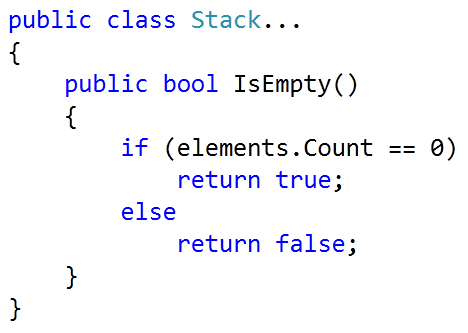 public class Stack...
{
    public bool IsEmpty()
    {
        if (elements.Count == 0)
            return true;
        else
            return false;
    }
}